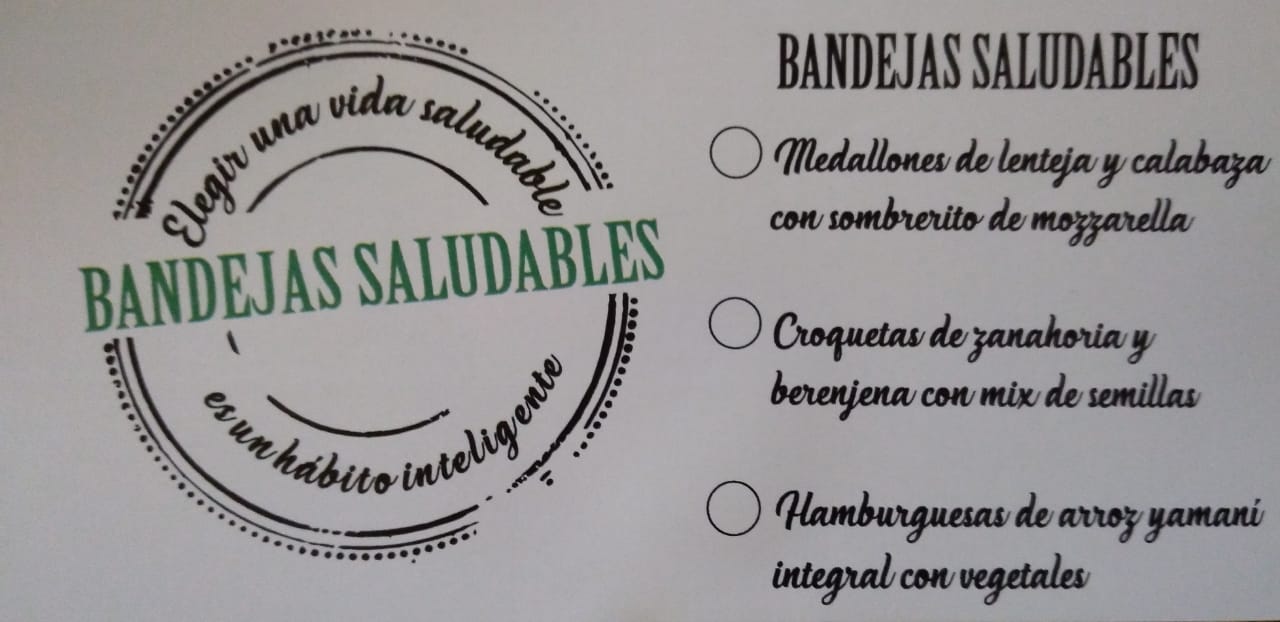 Elegir una vida saludable
BANDEJAS SALUDABLES
es un hábito inteligente
BANDEJAS SALUDABLES
Medallones de lenteja y calabaza
con sombrerito de mozzarella
Croquetas de zanahoria y
berenjena con mix de semillas
Hamburguesas de arroz yamaní
integral con vegetales